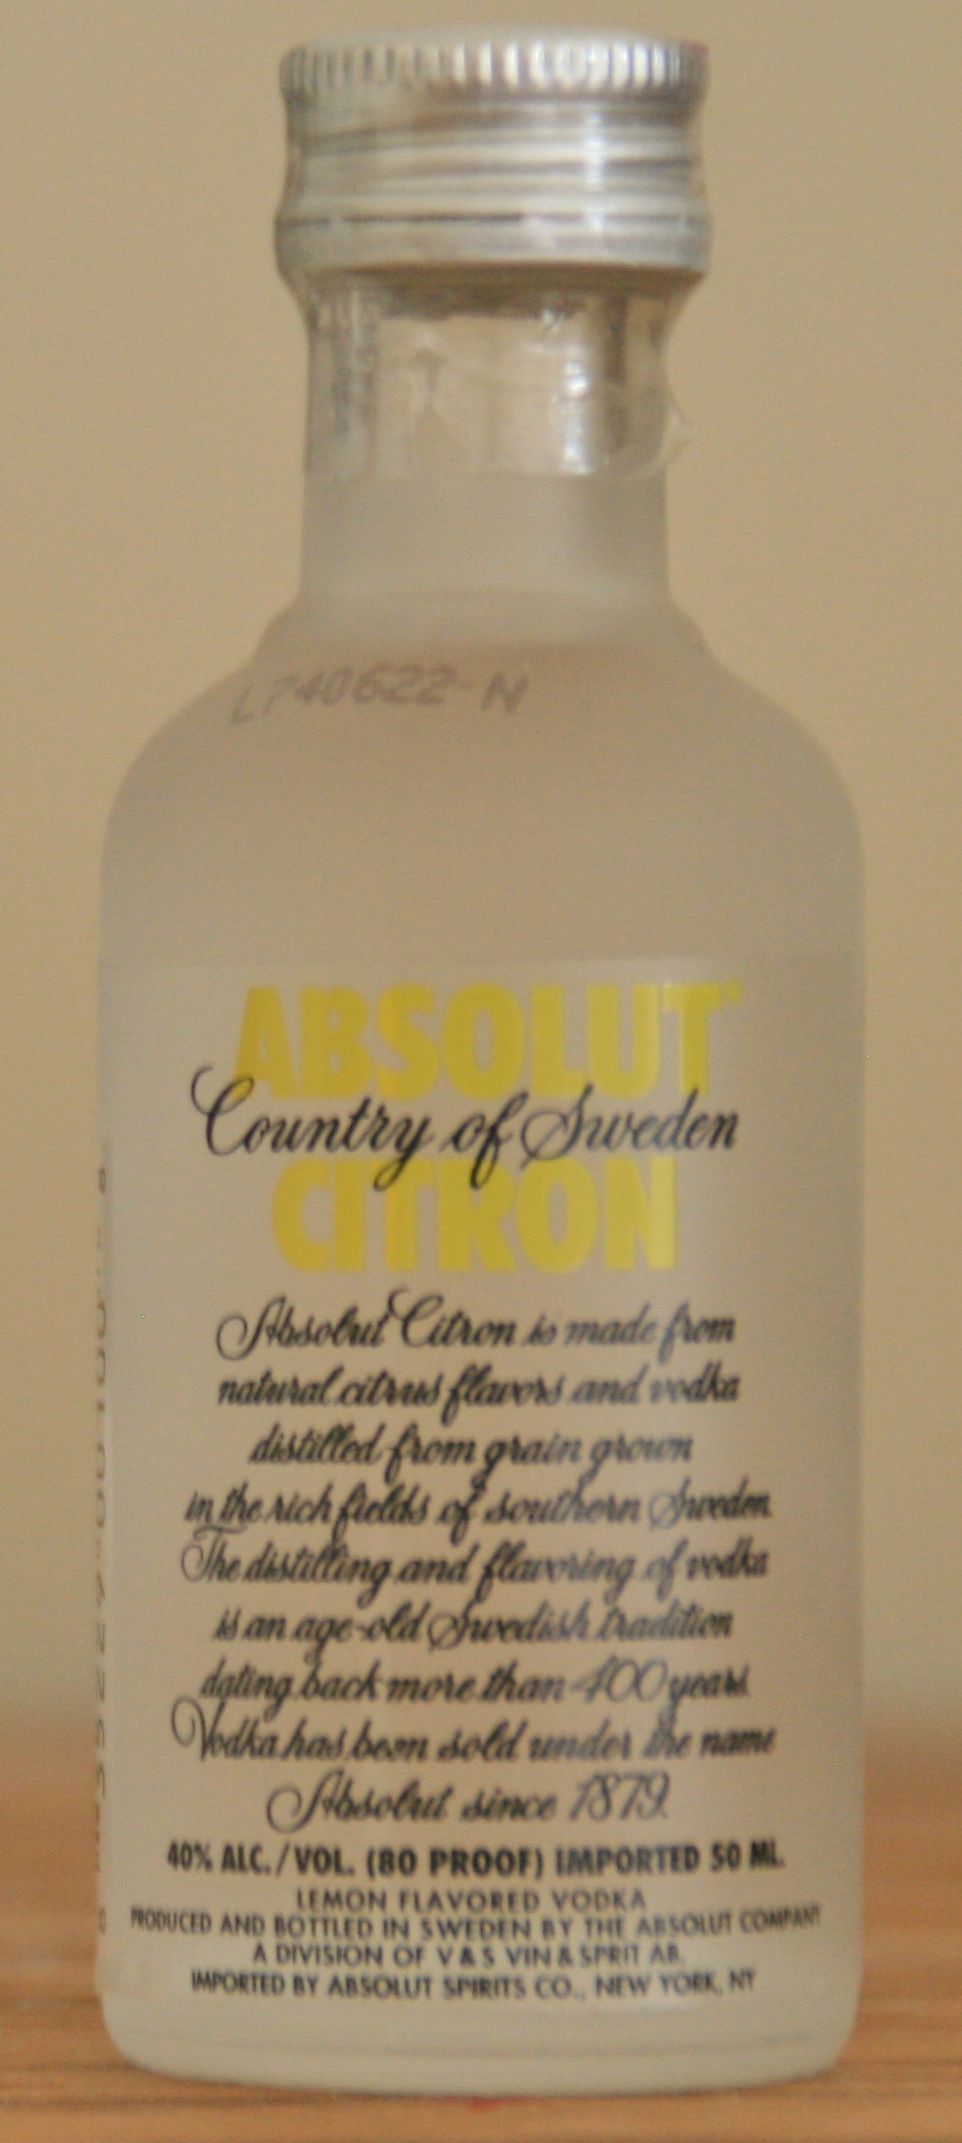 L740622-N
ABSOLUT
Country of Sweden
CITRON
Absolut Citron is made from
natural citrus flavors and vodka
distilled from grain grown
in the rich fields of southern Sweden.
The distilling and flavoring of vodka
is an age-old Swedish tradition
dating back more than 400 years.
Vodka has been sold under the name
Absolut since 1879.
40% ALC./VOL. (80 PROOF) IMPORTED 50 ML.
LEMON FLAVORED VODKA
PRODUCED AND BOTTLED IN SWEDEN BY THE ABSOLUT COMPANY
A DIVISION OF V&S VIN&SPRIT AB.
IMPORTED BY ABSOLUT SPIRITS CO., NEW YORK, NY